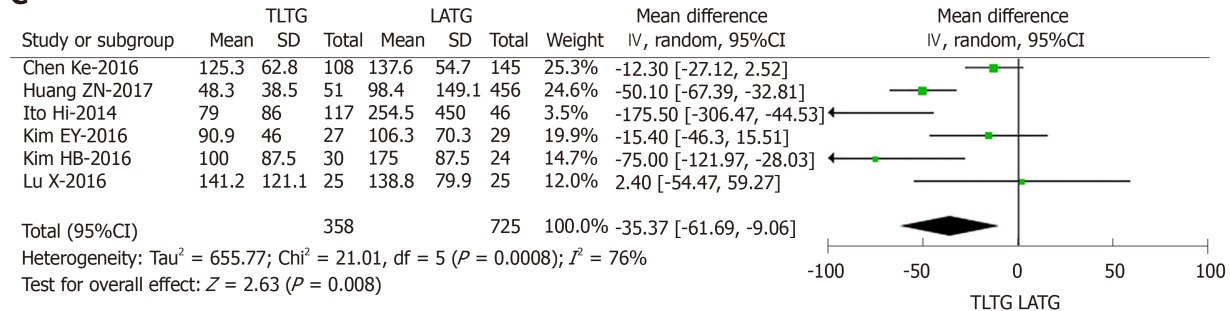 C
TLTG LATG Mean difference Mean difference
Study or subgroup Mean SD Total Mean SD Total Weight IV, random, 95%CI IV, random, 95%CI
Chen Ke-2016 125.3 62.8 108 137.6 54.7 145 25.3% -12.30 [-27.12, 2.52]
Huang ZN-2017 48.3 38.5 51 98.4 149.1 456 24.6% -50.10 [-67.39, -32.81]
Ito Hi-2014 79 86 117 254.5 450 46 3.5% -175.50 [-306.47, -44.53]
Kim EY-2016 90.9 46 27 106.3 70.3 29 19.9% -15.40 [-46.3, 15.51]
Kim HB-2016 100 87.5 30 175 87.5 24 14.7% -75.00 [-121.97, -28.03]
Lu X-2016 141.2 121.1 25 138.8 79.9 25 12.0% 2.40 [-54.47, 59.27]
Total (95%CI) 358 725 100.0% -35.37 [-61.69, -9.06]
Heterogeneity: Tau² = 655.77; Chi² = 21.01, df = 5 (P = 0.0008); I² = 76%
Test for overall effect: Z = 2.63 (P = 0.008)
-100 -50 0 50 100
TLTG LATG